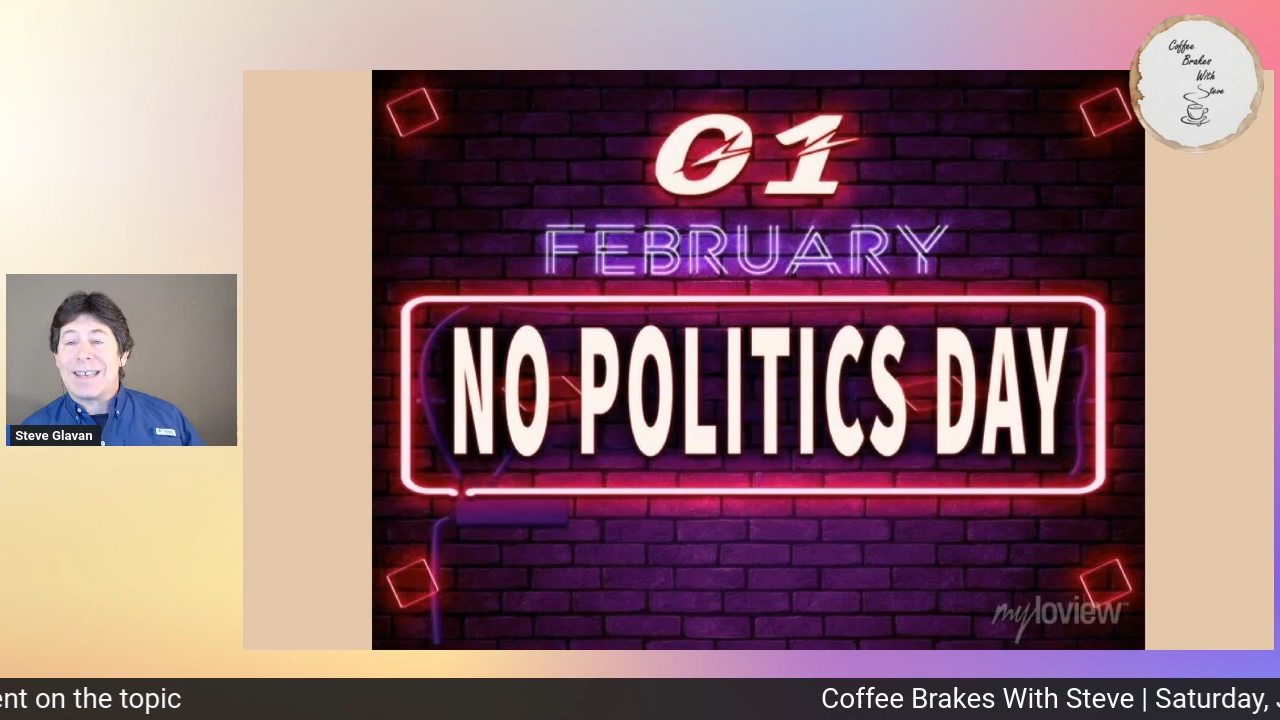 Coffee
Brakes
With
Steve
01
FEBRUARY
NO POLITICS DAY
Steve Glavan
myloview
ent on the topic
Coffee Brakes With Steve | Saturday, J